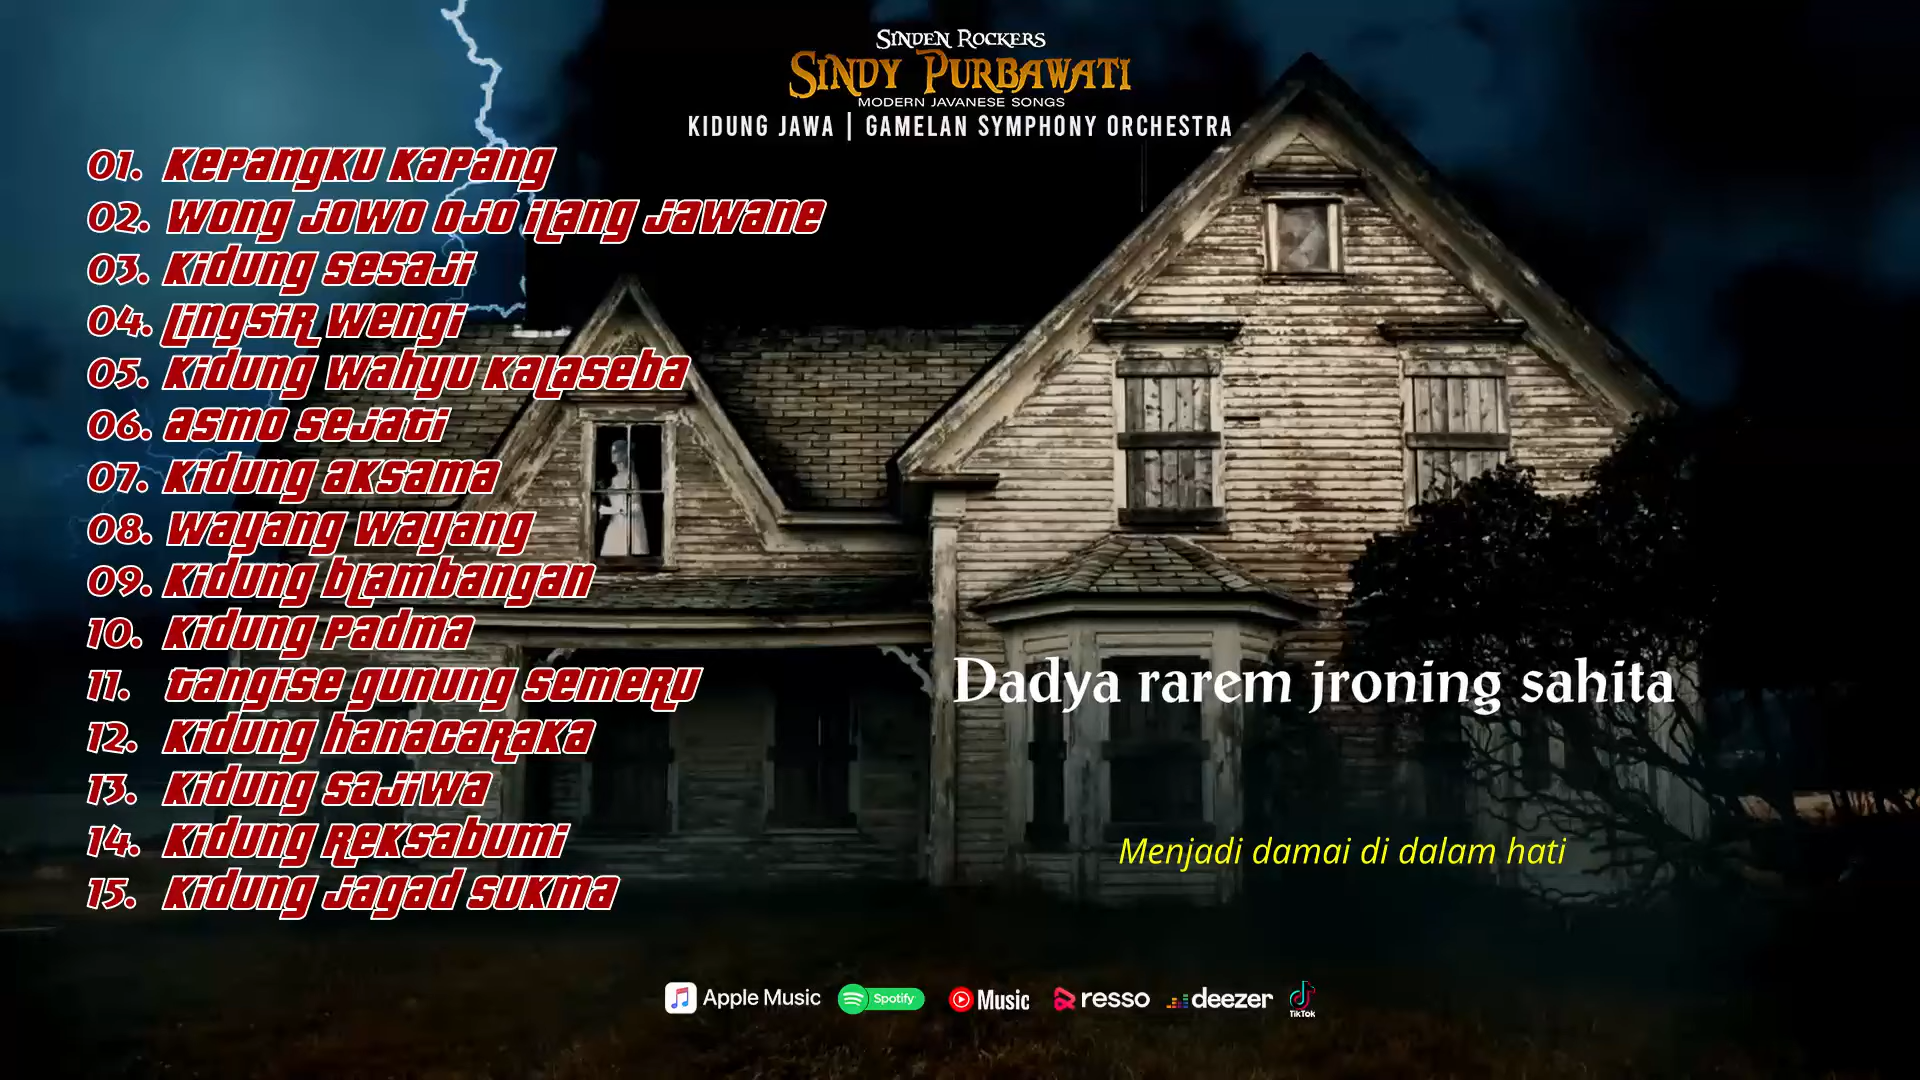 Sinden Rockers
Sindy Purbawati
MODERN JAVANESE SONGS
KIDUNG JAWA | GAMELAN SYMPHONY ORCHESTRA
01. Kepangku Kapang
02. Wong Jowo Ojo Ilang Jawane
03. Kidung Sesaji
04. Lingsir Wengi
05. Kidung Wahyu Kalaseba
06. Asmo Sejati
07. Kidung Aksama
08. Wayang Wayang
09. Kidung Blambangan
10. Kidung Padma
11. Tangise Gunung Semeru
12. Kidung Hanacaraka
13. Kidung Sajiwa
14. Kidung Reksabumi
15. Kidung Jagad Sukma
Dadya rarem jroning sahita
Menjadi damai di dalam hati
Apple Music Spotify Music resso deezer TikTok